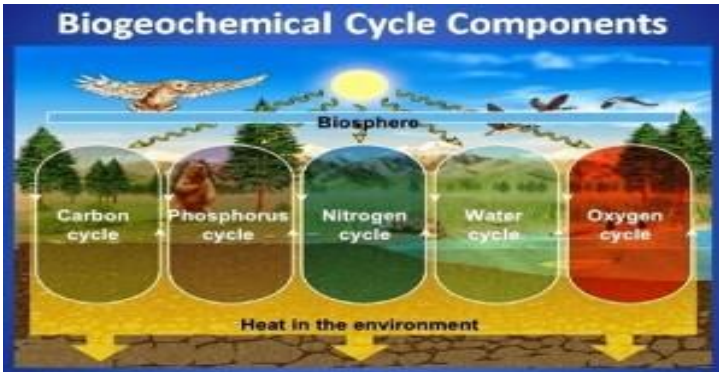 Biogeochemical Cycle Components
Biosphere
Carbon cycle
Phosphorus cycle
Nitrogen cycle
Water cycle
Oxygen cycle
Heat in the environment